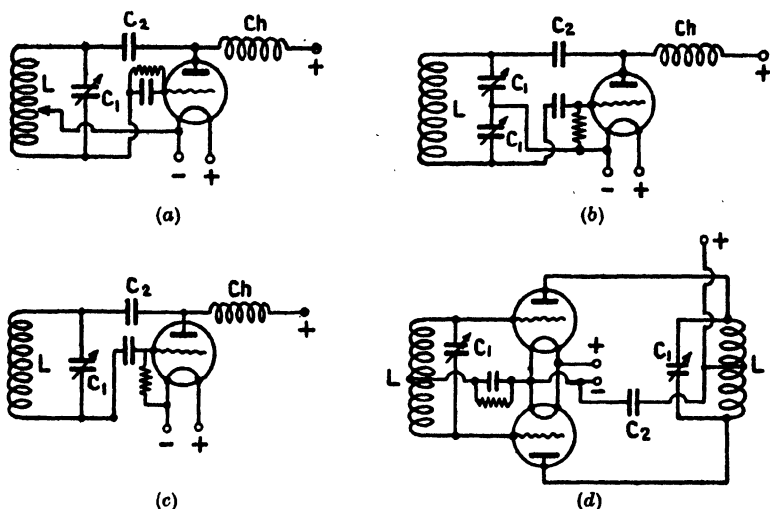 C₂ Ch
L C₁ +
- +
(a)
C₂ Ch
L C₁ +
C₁
- +
(b)
C₂ Ch
L C₁ +
- +
(c)
+
L C₁ + C₁ L
-
C₂
(d)